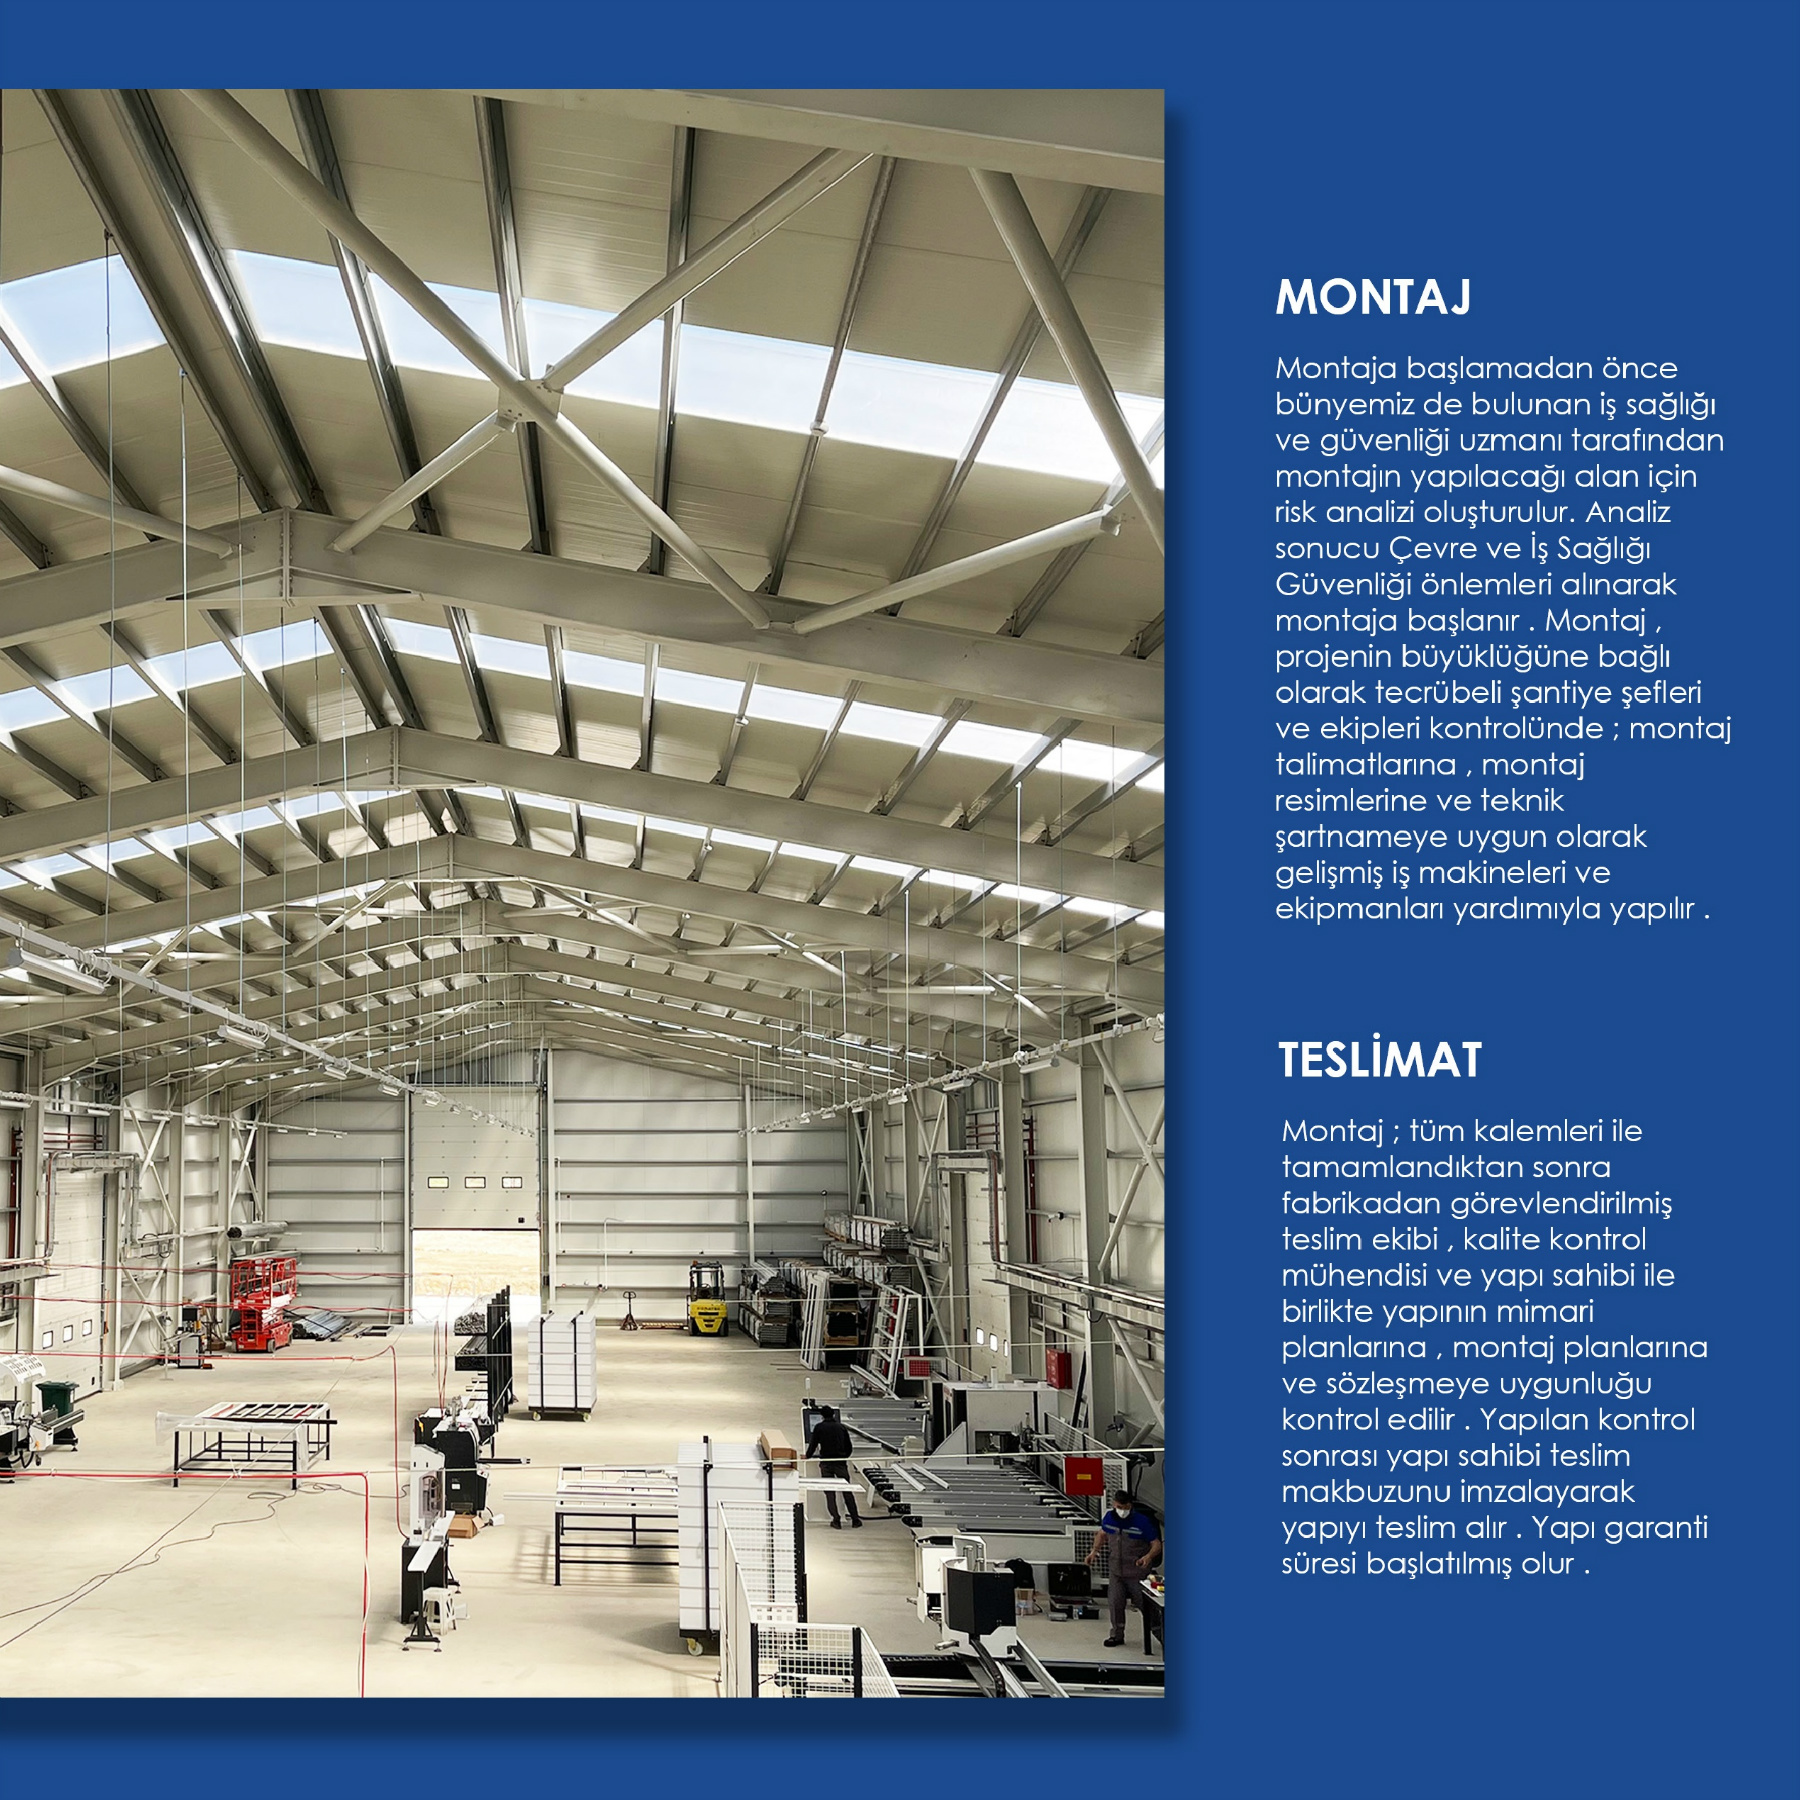 MONTAJ
Montaja başlamadan önce
bünyemiz de bulunan iş sağlığı
ve güvenliği uzmanı tarafından
montajın yapılacağı alan için
risk analizi oluşturulur. Analiz
sonucu Çevre ve İş Sağlığı
Güvenliği önlemleri alınarak
montaja başlanır . Montaj ,
projenin büyüklüğüne bağlı
olarak tecrübeli şantiye şefleri
ve ekipleri kontrolünde ; montaj
talimatlarına , montaj
resimlerine ve teknik
şartnameye uygun olarak
gelişmiş iş makineleri ve
ekipmanları yardımıyla yapılır .
TESLİMAT
Montaj ; tüm kalemleri ile
tamamlandıktan sonra
fabrikadan görevlendirilmiş
teslim ekibi , kalite kontrol
mühendisi ve yapı sahibi ile
birlikte yapının mimari
planlarına , montaj planlarına
ve sözleşmeye uygunluğu
kontrol edilir . Yapılan kontrol
sonrası yapı sahibi teslim
makbuzunu imzalayarak
yapıyı teslim alır . Yapı garanti
süresi başlatılmış olur .